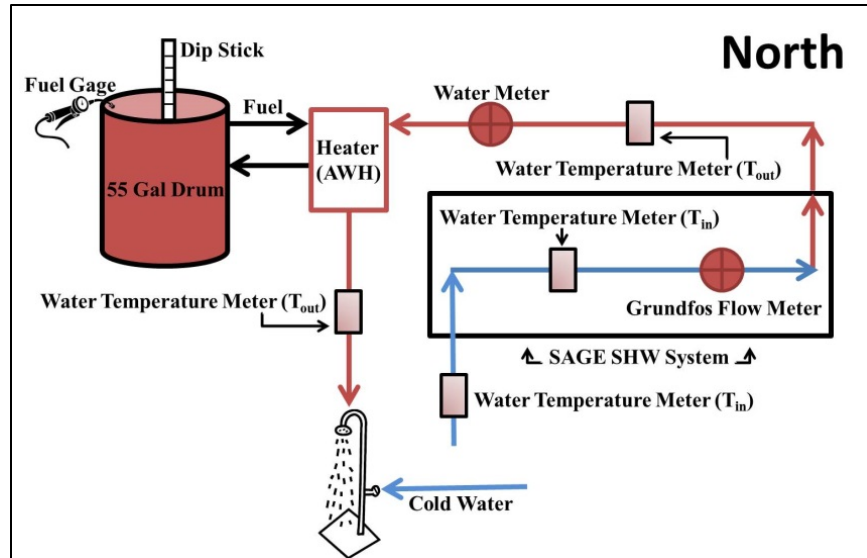 North
Dip Stick
Fuel Gage
Fuel
Water Meter
Heater
(AWH)
Water Temperature Meter (Tout)
55 Gal Drum
Water Temperature Meter (Tin)
Grundfos Flow Meter
Water Temperature Meter (Tout)
SAGE SHW System
Water Temperature Meter (Tin)
Cold Water